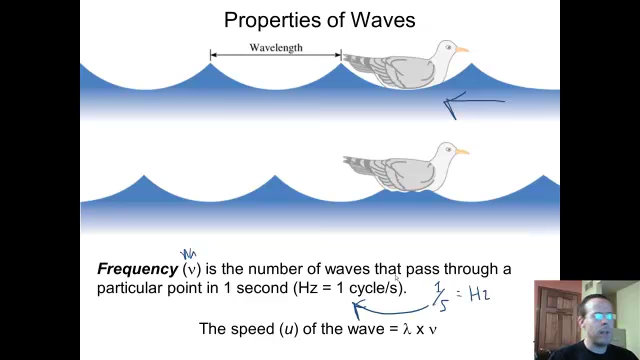 Properties of Waves
Wavelength
nu
Frequency (ν) is the number of waves that pass through a
particular point in 1 second (Hz = 1 cycle/s).
1/s = Hz
The speed (u) of the wave = λ x ν